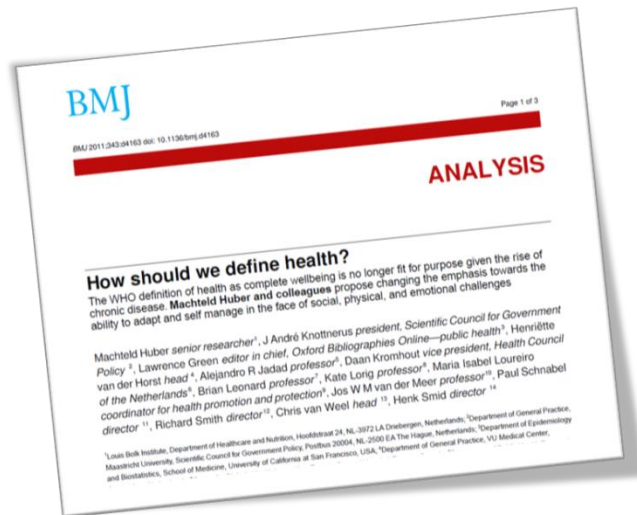 BMJ
BMJ 2011;343:d4163 doi: 10.1136/bmj.d4163
Page 1 of 3
ANALYSIS
How should we define health?
The WHO definition of health as complete wellbeing is no longer fit for purpose given the rise of
chronic disease. Machteld Huber and colleagues propose changing the emphasis towards the
ability to adapt and self manage in the face of social, physical, and emotional challenges
Machteld Huber senior researcher¹, J André Knottnerus president, Scientific Council for Government
Policy ², Lawrence Green editor in chief, Oxford Bibliographies Online—public health³, Henriëtte
van der Horst head ⁴, Alejandro R Jadad professor⁵, Daan Kromhout vice president, Health Council
of the Netherlands⁶, Brian Leonard professor⁷, Kate Lorig professor⁸, Maria Isabel Loureiro
coordinator for health promotion and protection⁹, Jos W M van der Meer professor¹⁰, Paul Schnabel
director ¹¹, Richard Smith director¹², Chris van Weel head ¹³, Henk Smid director ¹⁴
¹Louis Bolk Institute, Department of Healthcare and Nutrition, Hoofdstraat 24, NL-3972 LA Driebergen, Netherlands; ²Department of General Practice,
Maastricht University, Scientific Council for Government Policy, Postbus 20004, NL-2500 EA The Hague, Netherlands; ³Department of Epidemiology
and Biostatistics, School of Medicine, University of California at San Francisco, USA; ⁴Department of General Practice, VU Medical Center,